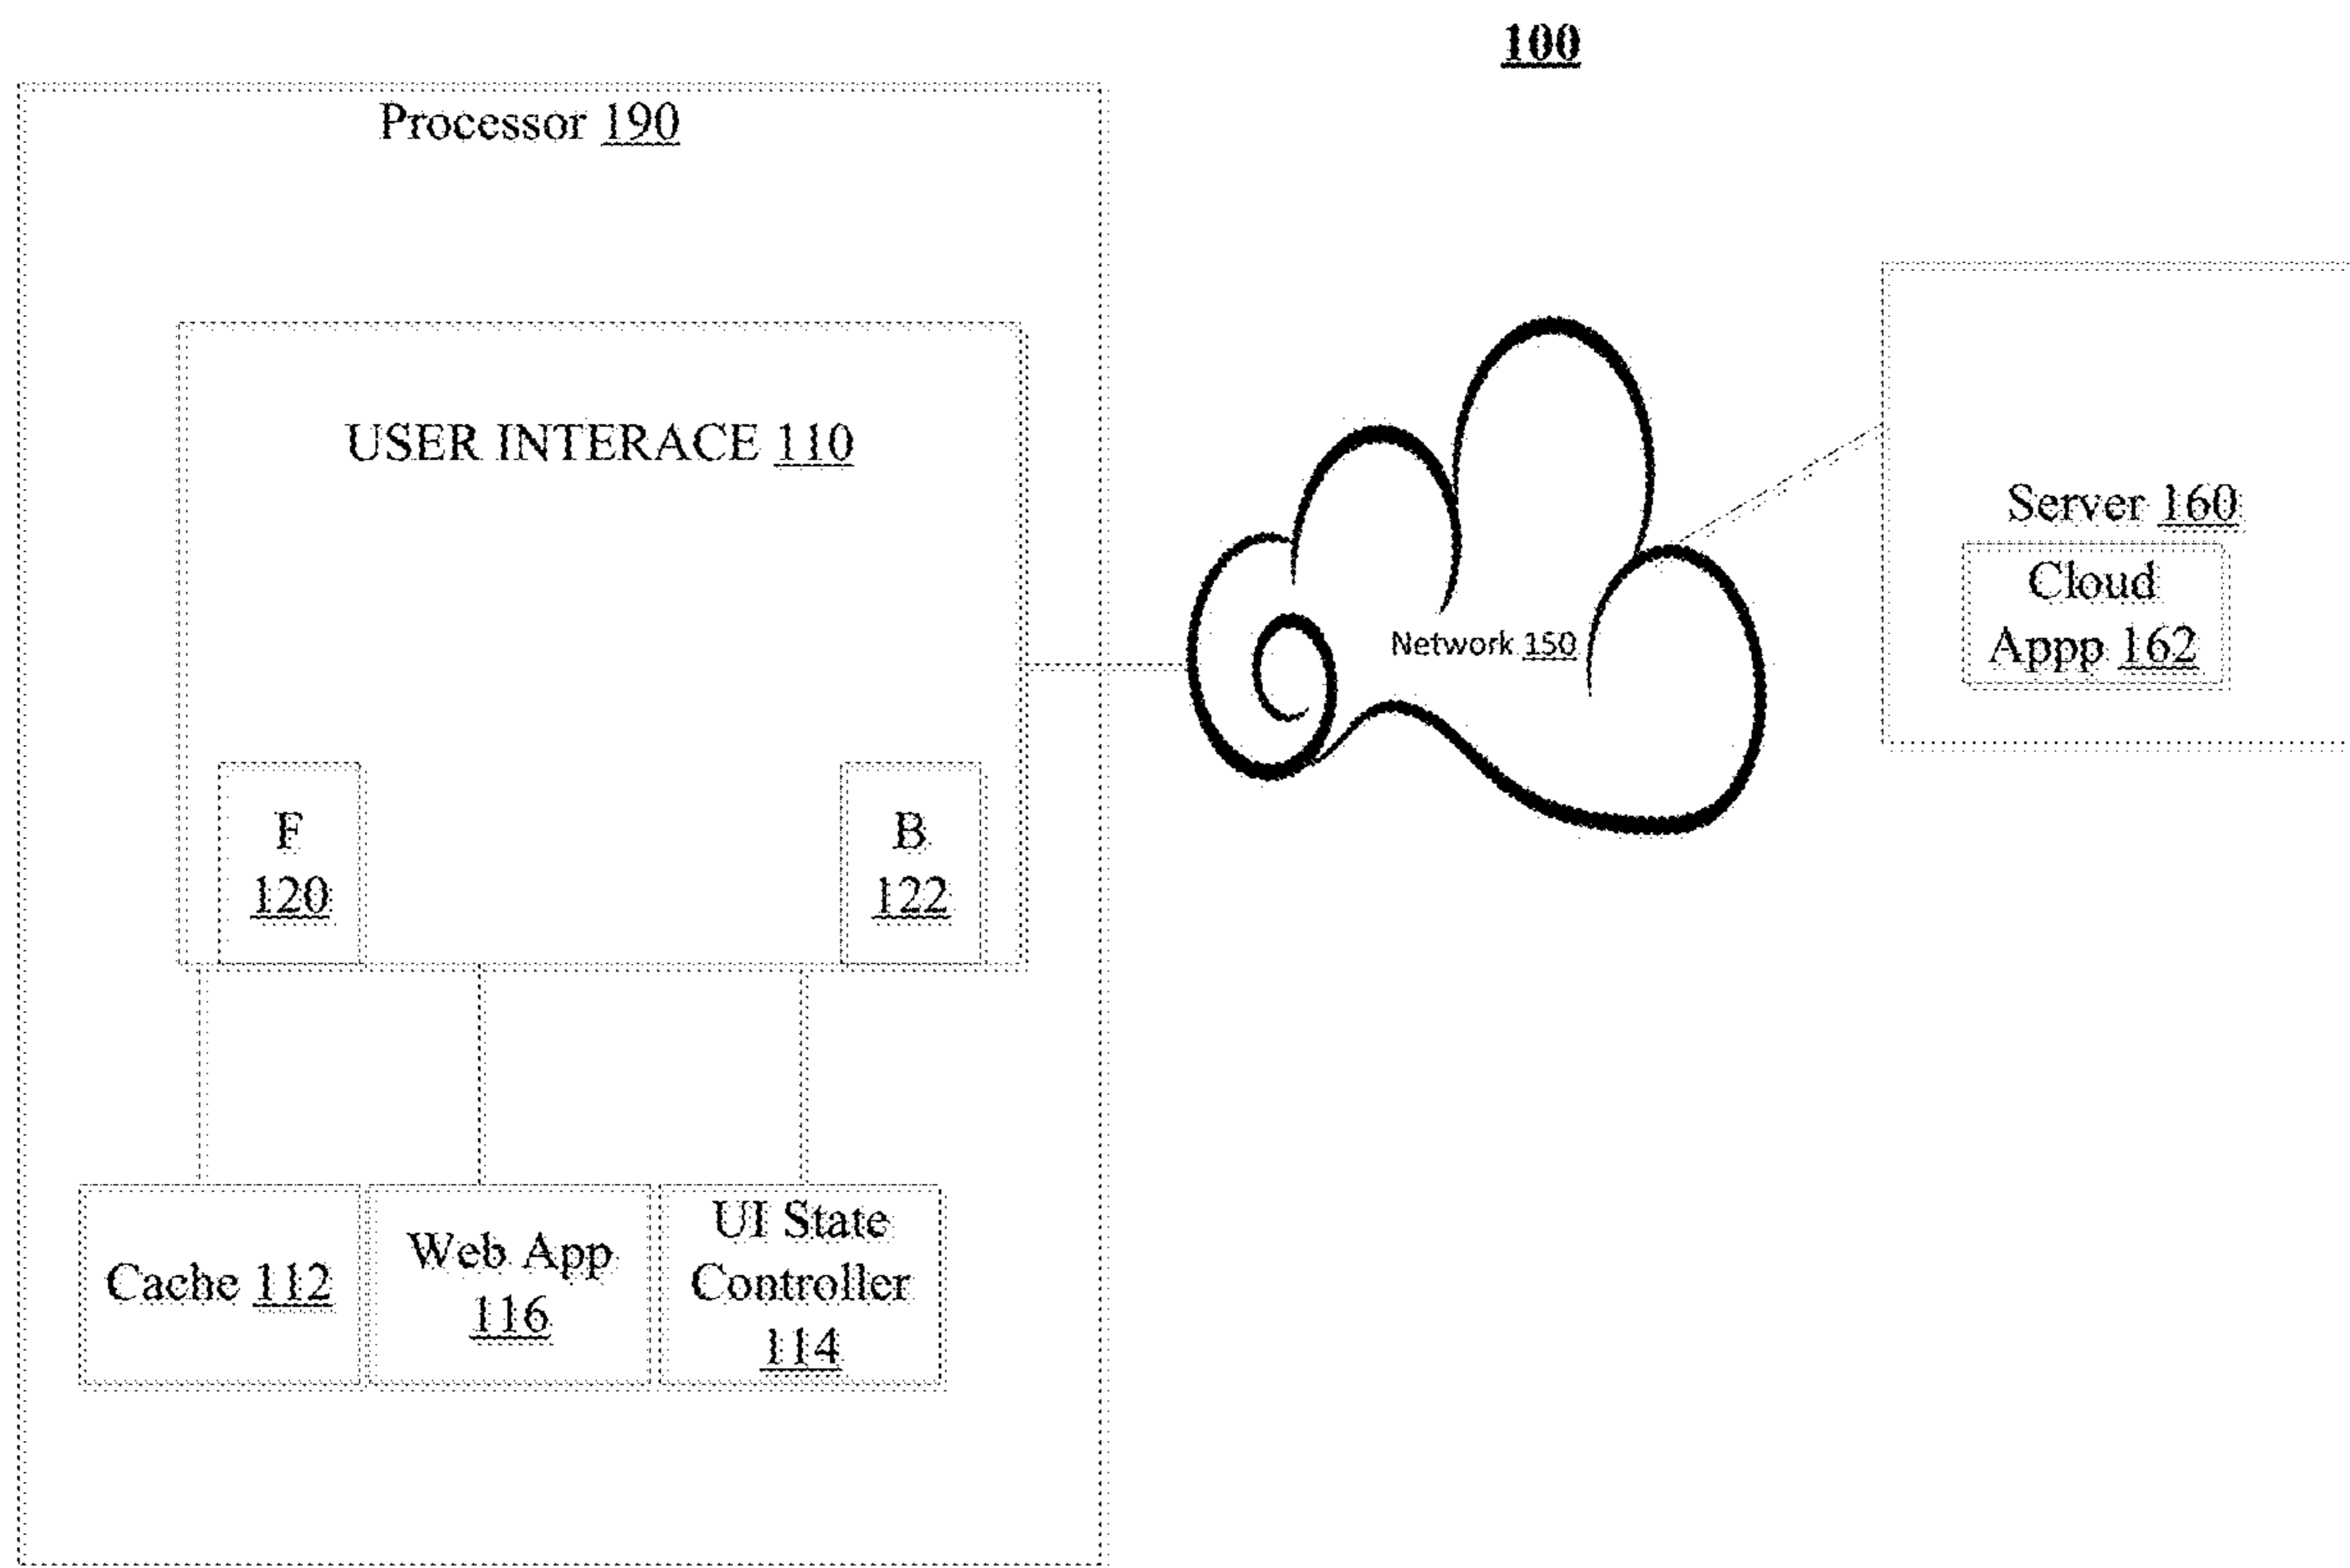 100
Processor 190
USER INTERACE 110
F
120
B
122
Cache 112
Web App
116
UI State
Controller
114
Network 150
Server 160
Cloud
Appp 162